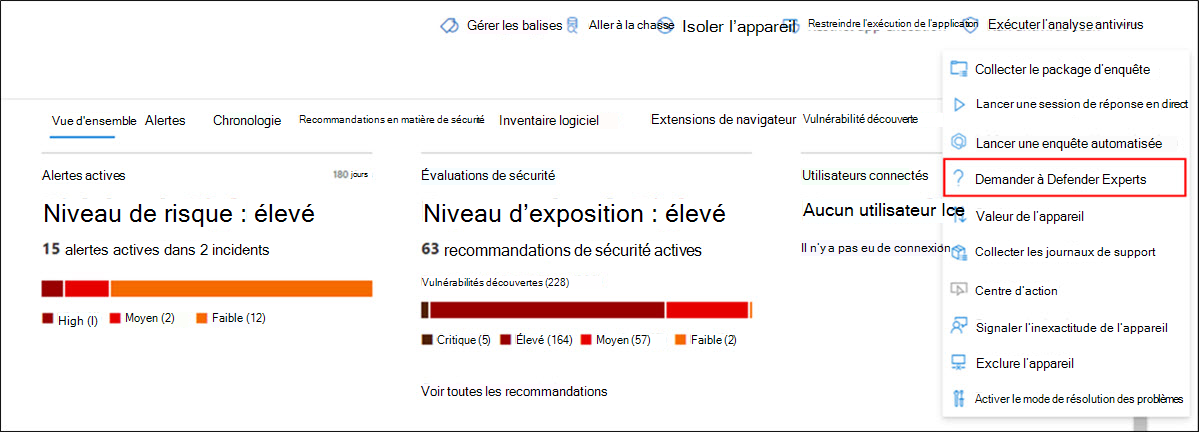 Gérer les balises
Aller à la chasse
Isoler l'appareil
Restreindre l'exécution de l'application
Exécuter l'analyse antivirus
Collecter le package d'enquête
Lancer une session de réponse en direct
Lancer une enquête automatisée
Demander à Defender Experts
Valeur de l'appareil
Collecter les journaux de support
Centre d'action
Signaler l'inexactitude de l'appareil
Exclure l'appareil
Activer le mode de résolution des problèmes
Vue d'ensemble
Alertes
Chronologie
Recommandations en matière de sécurité
Inventaire logiciel
Extensions de navigateur
Vulnérabilité découverte
Alertes actives
180 jours
Niveau de risque : élevé
15 alertes actives dans 2 incidents
High (l)
Moyen (2)
Faible (12)
Évaluations de sécurité
Niveau d'exposition : élevé
63 recommandations de sécurité actives
Vulnérabilités découvertes (228)
Critique (5)
Élevé (164)
Moyen (57)
Faible (2)
Voir toutes les recommandations
Utilisateurs connectés
Aucun utilisateur Ice
Il n'y a pas eu de connexion